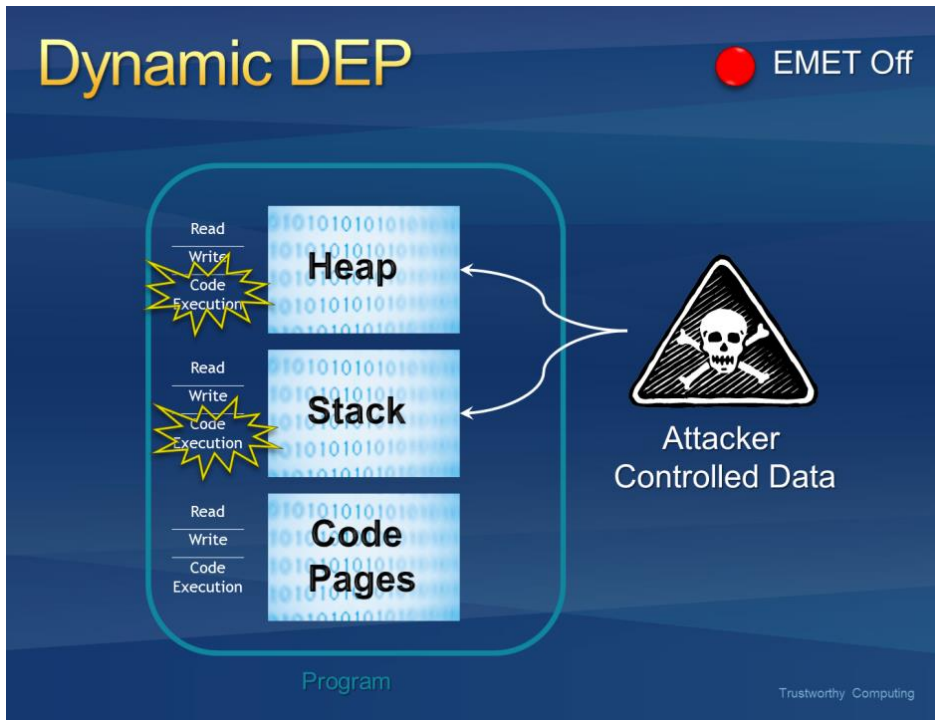 Dynamic DEP
EMET Off
Read
Write
Code
Execution
Heap
Read
Write
Code
Execution
Stack
Read
Write
Code
Execution
Code
Pages
Attacker
Controlled Data
Program
Trustworthy Computing